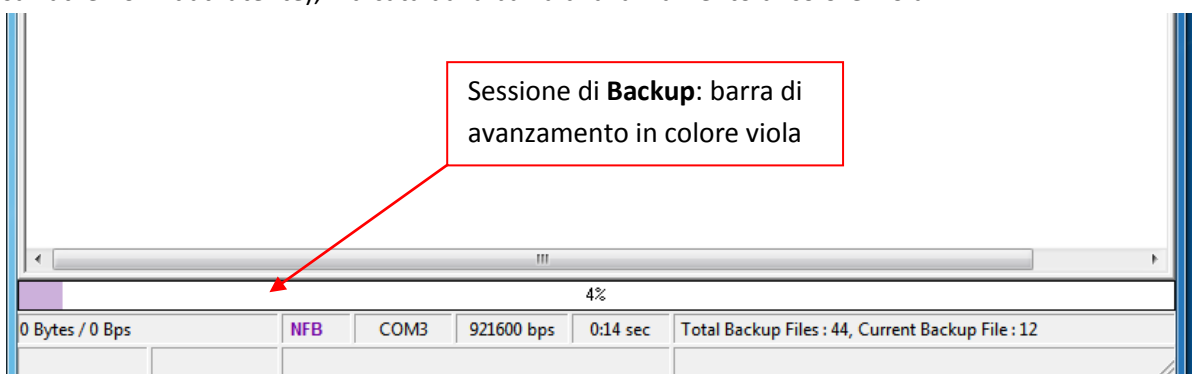 Sessione di Backup: barra di
avanzamento in colore viola
4%
0 Bytes / 0 Bps NFB COM3 921600 bps 0:14 sec Total Backup Files : 44, Current Backup File : 12